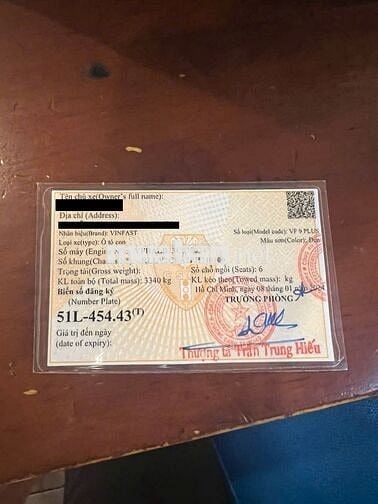 Tên chủ xe(Owner's full name):
Địa chỉ (Address):
Nhãn hiệu(Brand): VINFAST Số loại(Model code): VF 9 PLUS
Loại xe(type): Ô tô con Màu sơn(Color): Đen
Số máy (Engine
Số khung(Cha
Trọng tải(Gross weight): Số chỗ ngồi (Seats): 6
KL toàn bộ (Total mass): 3340 kg KL kéo theo(Towed mass): kg
Biển số đăng ký Hồ Chí Minh, ngày 08 tháng 01
(Number Plate) TRƯỞNG PHÒNG
51L-454.43(T)
Giá trị đến ngày
(date of expiry):
Thượng tá Trần Trung Hiếu